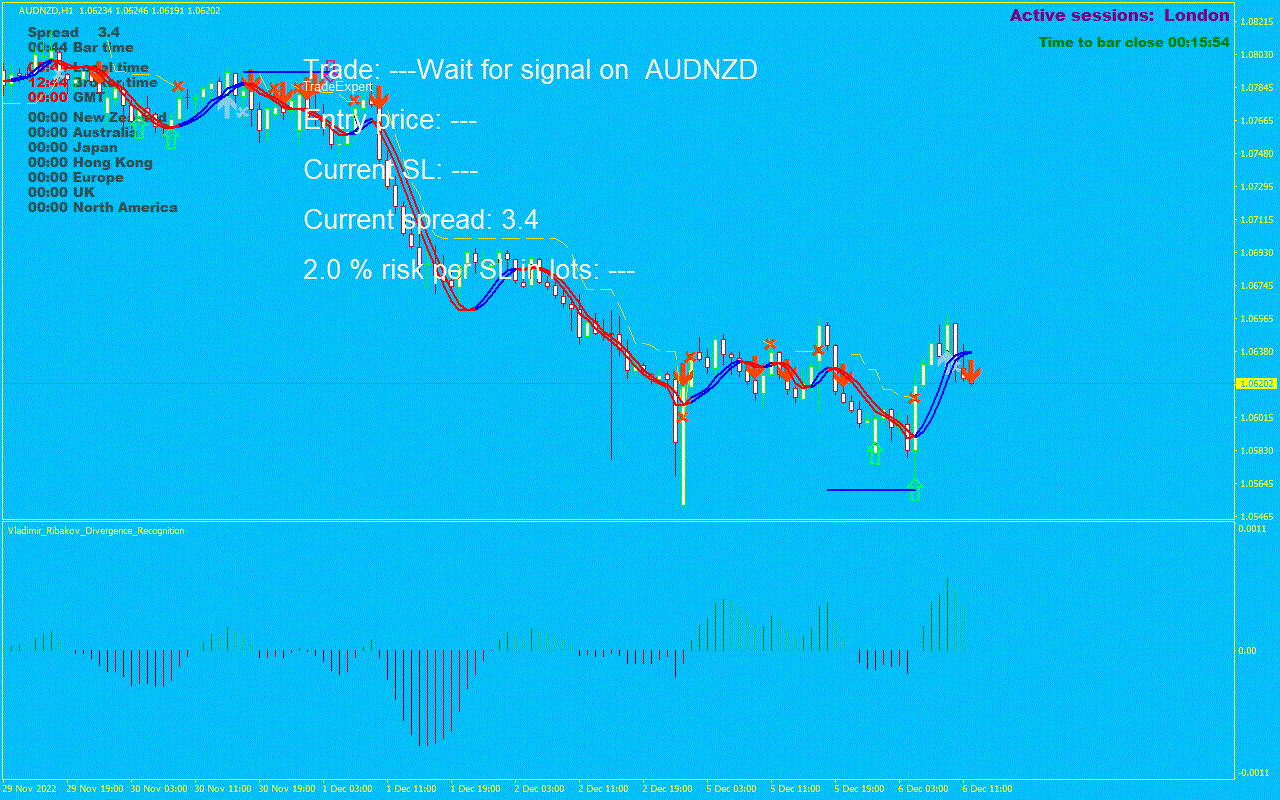 AUDNZD,H1 1.06234 1.06246 1.06191 1.06202
Active sessions: London
Time to bar close 00:15:54
Spread 3.4
00:44 Bar time
Local time
12:44 Broker time
00:00 GMT
00:00 New Zealand
00:00 Australia
00:00 Japan
00:00 Hong Kong
00:00 Europe
00:00 UK
00:00 North America
Trade: ---Wait for signal on AUDNZD
TradeExpert
Entry price: ---
Current SL: ---
Current spread: 3.4
2.0 % risk per SL in lots: ---
1.08215
1.08030
1.07845
1.07665
1.07480
1.07295
1.07115
1.06930
1.06745
1.06565
1.06380
1.06202
1.06015
1.05830
1.05645
1.05465
Vladimir_Ribakov_Divergence_Recognition
0.0011
0.00
-0.0011
29 Nov 2022 29 Nov 19:00 30 Nov 03:00 30 Nov 11:00 30 Nov 19:00 1 Dec 03:00 1 Dec 11:00 1 Dec 19:00 2 Dec 03:00 2 Dec 11:00 2 Dec 19:00 5 Dec 03:00 5 Dec 11:00 5 Dec 19:00 6 Dec 03:00 6 Dec 11:00